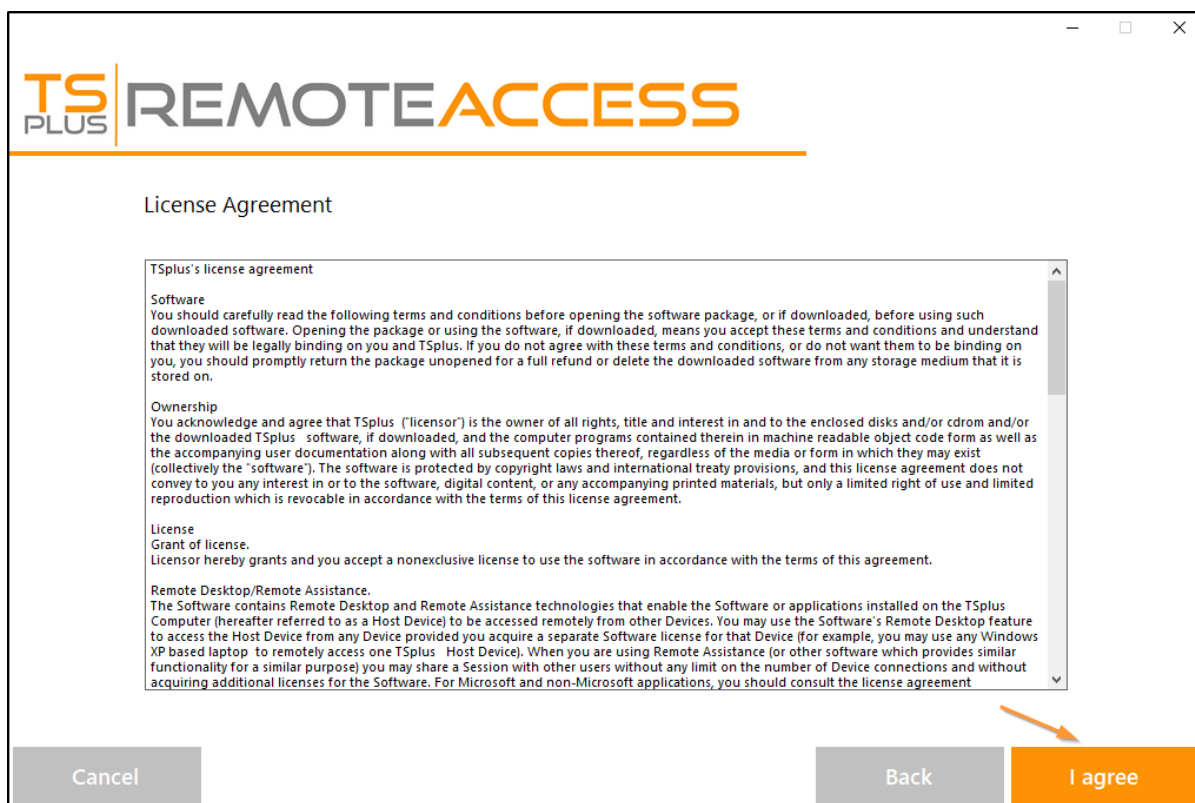 TS PLUS REMOTEACCESS
License Agreement
TSplus's license agreement
Software
You should carefully read the following terms and conditions before opening the software package, or if downloaded, before using such
downloaded software. Opening the package or using the software, if downloaded, means you accept these terms and conditions and understand
that they will be legally binding on you and TSplus. If you do not agree with these terms and conditions, or do not want them to be binding on
you, you should promptly return the package unopened for a full refund or delete the downloaded software from any storage medium that it is
stored on.
Ownership
You acknowledge and agree that TSplus ("licensor") is the owner of all rights, title and interest in and to the enclosed disks and/or cdrom and/or
the downloaded TSplus software, if downloaded, and the computer programs contained therein in machine readable object code form as well as
the accompanying user documentation along with all subsequent copies thereof, regardless of the media or form in which they may exist
(collectively the "software"). The software is protected by copyright laws and international treaty provisions, and this license agreement does not
convey to you any interest in or to the software, digital content, or any accompanying printed materials, but only a limited right of use and limited
reproduction which is revocable in accordance with the terms of this license agreement.
License
Grant of license.
Licensor hereby grants and you accept a nonexclusive license to use the software in accordance with the terms of this agreement.
Remote Desktop/Remote Assistance.
The Software contains Remote Desktop and Remote Assistance technologies that enable the Software or applications installed on the TSplus
Computer (hereafter referred to as a Host Device) to be accessed remotely from other Devices. You may use the Software's Remote Desktop feature
to access the Host Device from any Device provided you acquire a separate Software license for that Device (for example, you may use any Windows
XP based laptop to remotely access one TSplus Host Device). When you are using Remote Assistance (or other software which provides similar
functionality for a similar purpose) you may share a Session with other users without any limit on the number of Device connections and without
acquiring additional licenses for the Software. For Microsoft and non-Microsoft applications, you should consult the license agreement
Cancel
Back
I agree